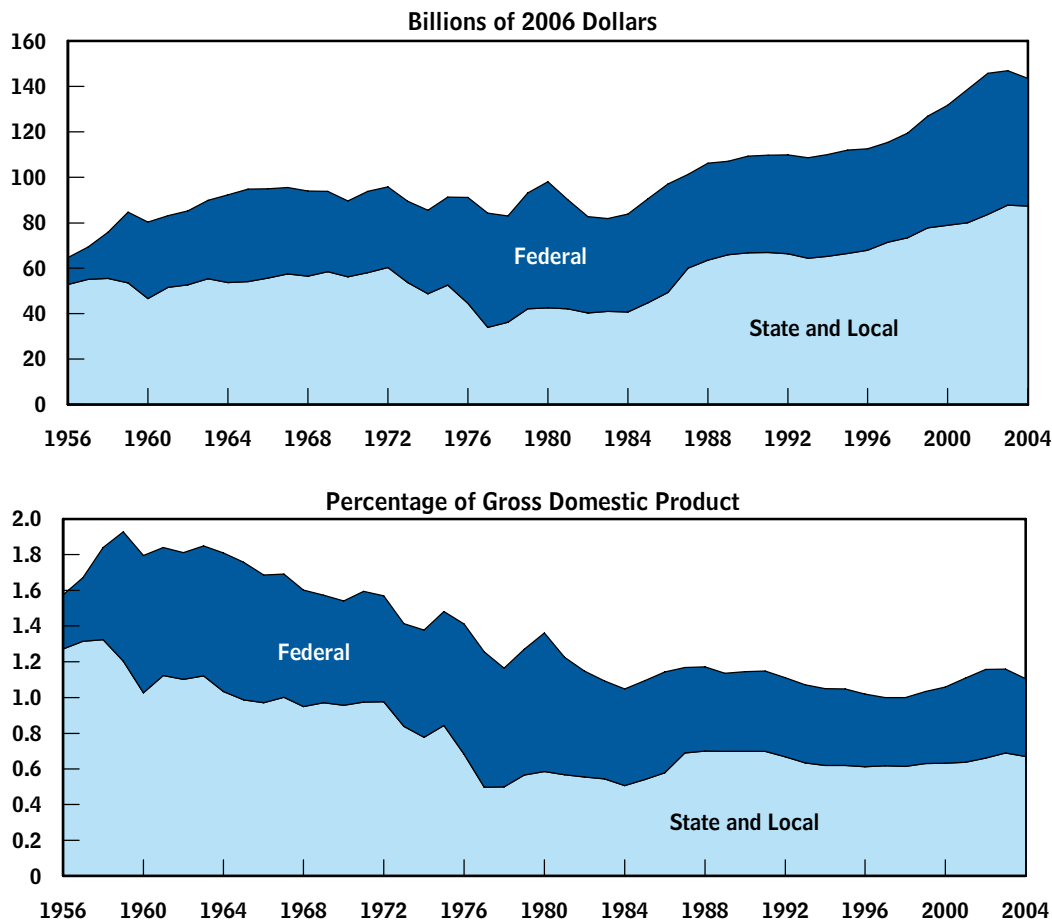 Billions of 2006 Dollars
160
140
120
100
80
60
40
20
0
Federal
State and Local
1956 1960 1964 1968 1972 1976 1980 1984 1988 1992 1996 2000 2004
Percentage of Gross Domestic Product
2.0
1.8
1.6
1.4
1.2
1.0
0.8
0.6
0.4
0.2
0
Federal
State and Local
1956 1960 1964 1968 1972 1976 1980 1984 1988 1992 1996 2000 2004